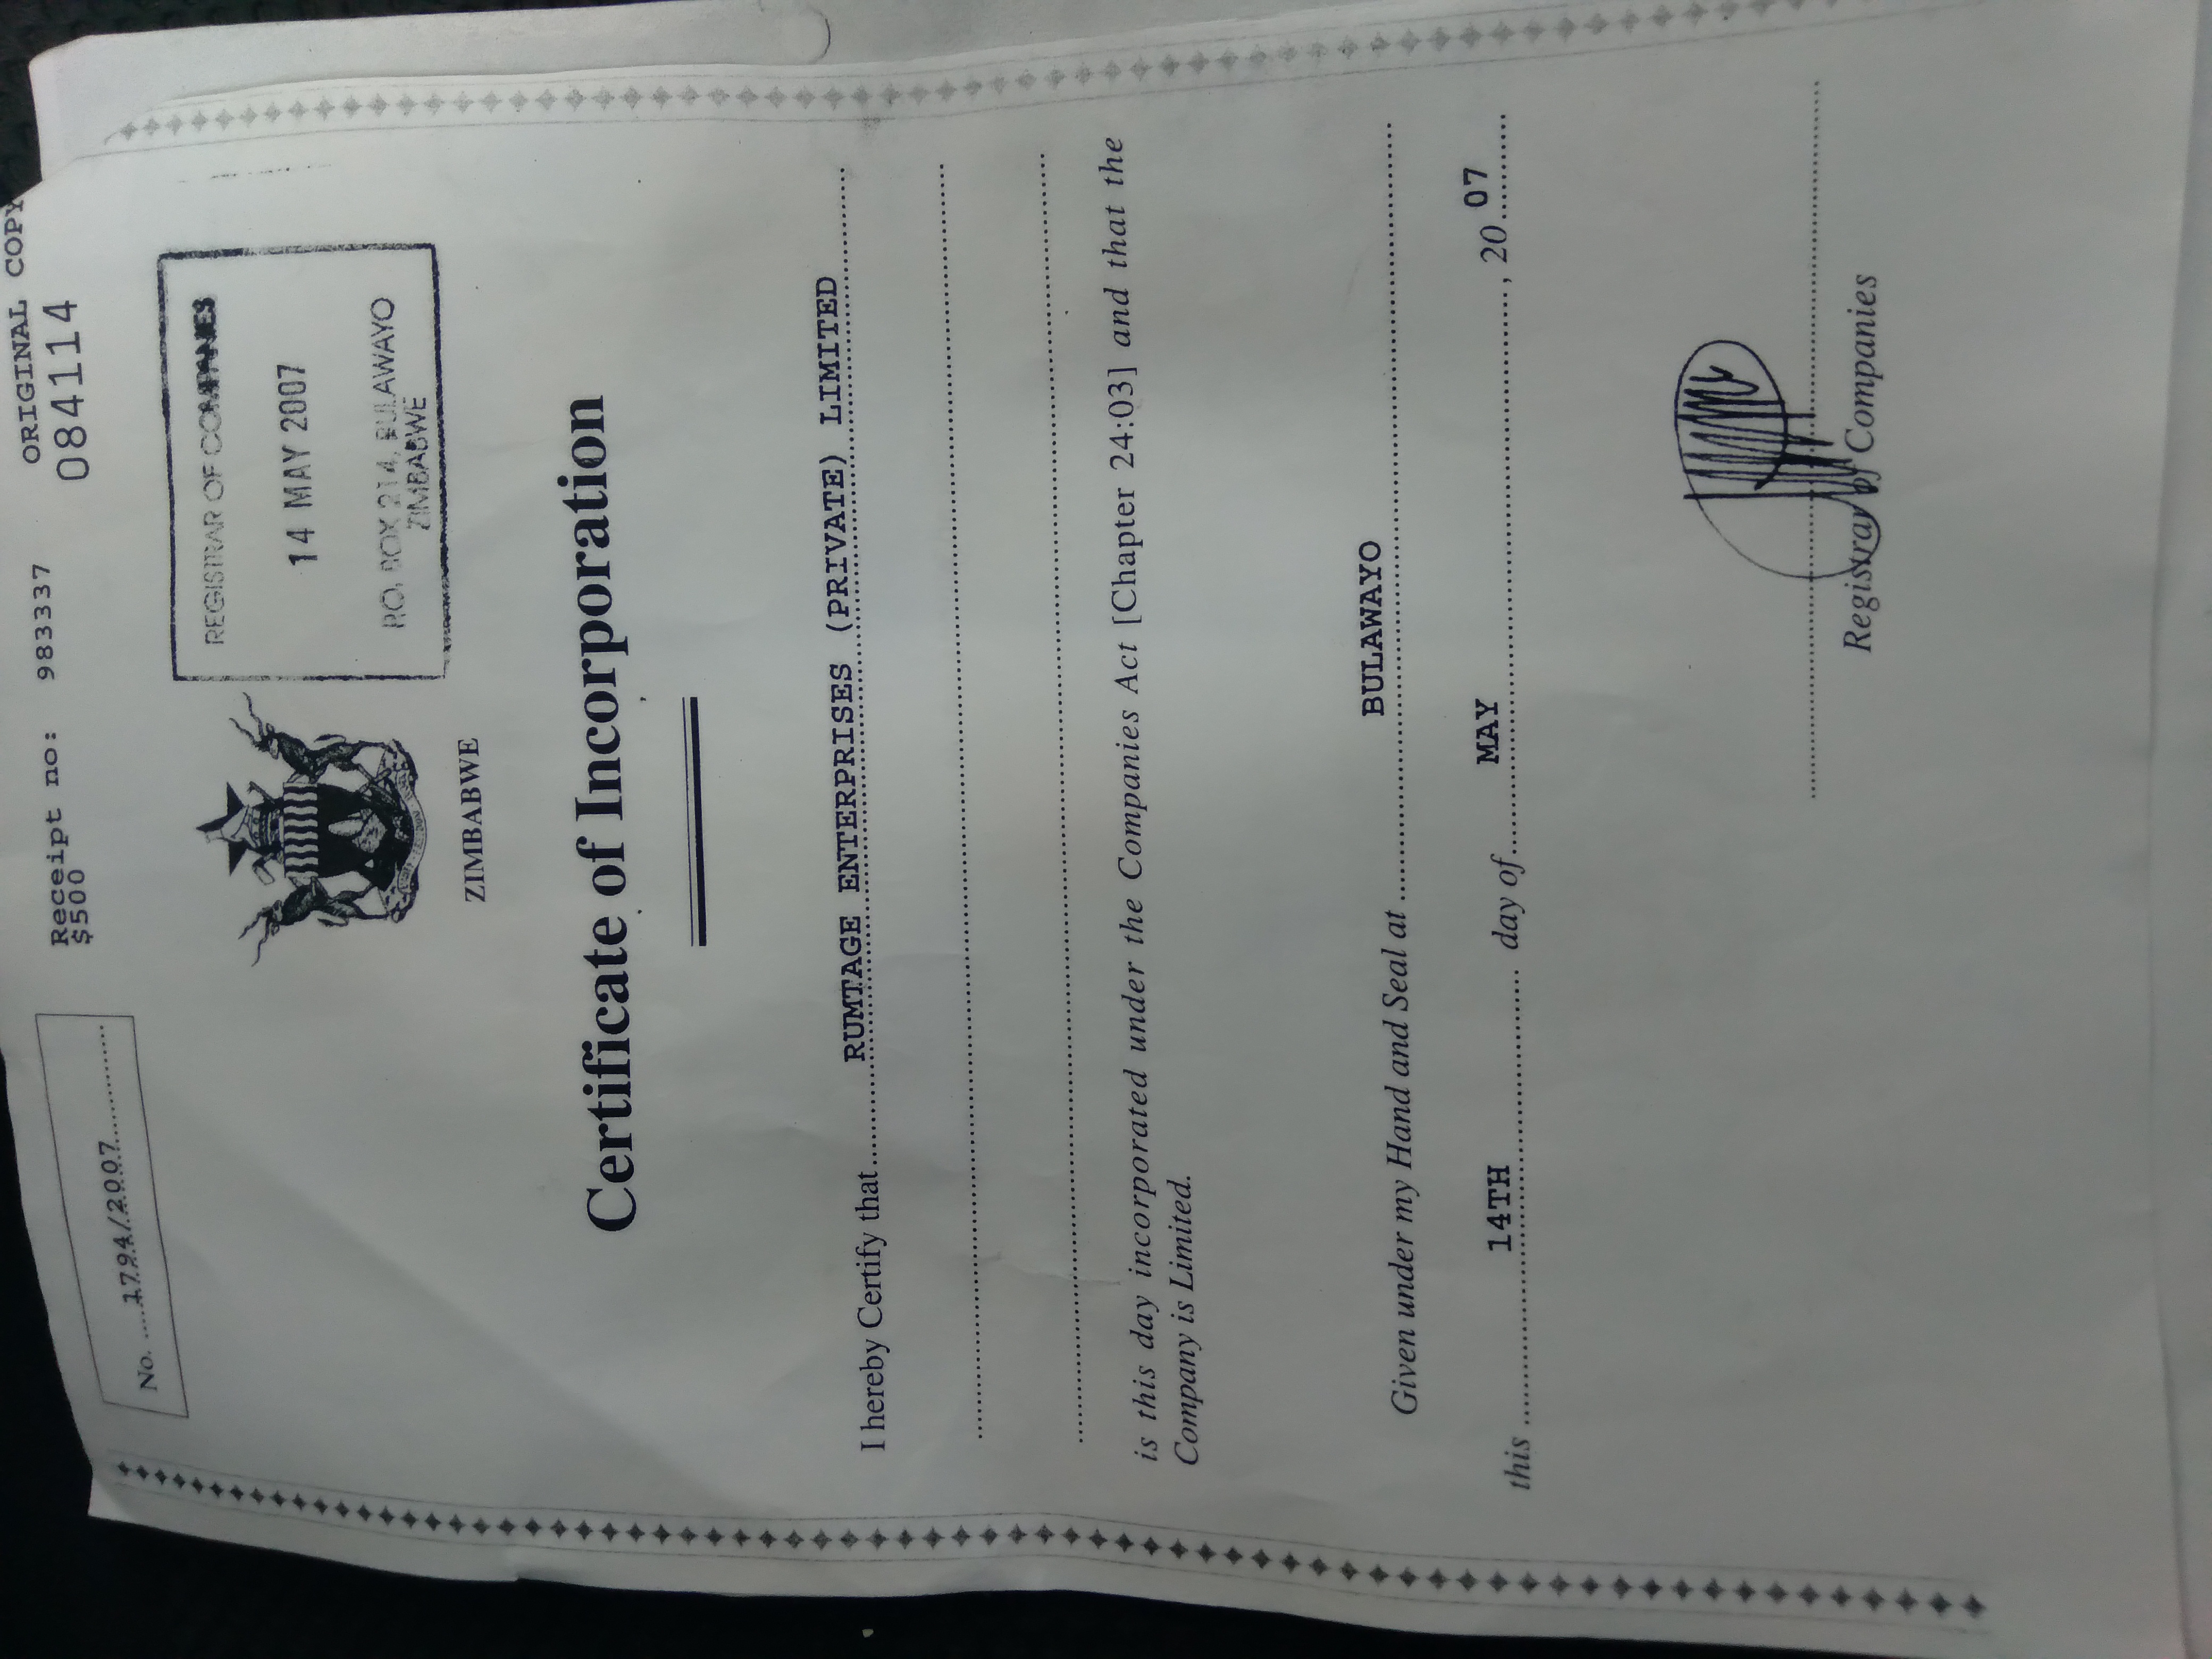 No. 1794/2007
Receipt no: 983337
$500
ORIGINAL COPY
084114
REGISTRAR OF COMPANIES
14 MAY 2007
P.O. BOX 214, BULAWAYO
ZIMBABWE
ZIMBABWE
Certificate of Incorporation
I hereby Certify that RUMTAGE ENTERPRISES (PRIVATE) LIMITED
is this day incorporated under the Companies Act [Chapter 24:03] and that the
Company is Limited.
Given under my Hand and Seal at BULAWAYO
this 14TH day of MAY, 20 07
Registrar of Companies